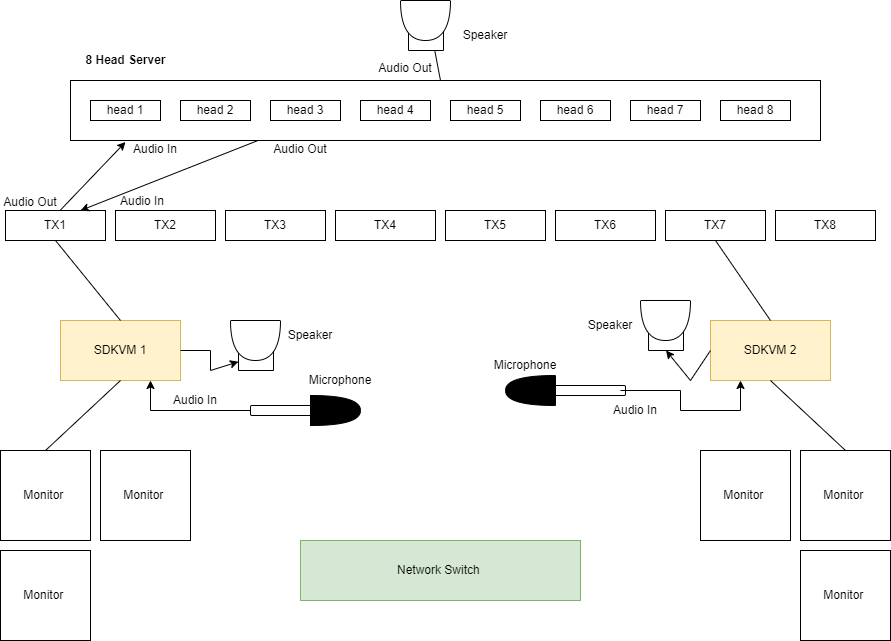 Speaker
8 Head Server
Audio Out
head 1 head 2 head 3 head 4 head 5 head 6 head 7 head 8
Audio In Audio Out
Audio Out Audio In
TX1 TX2 TX3 TX4 TX5 TX6 TX7 TX8
Speaker Speaker
SDKVM 1 SDKVM 2
Microphone Microphone
Audio In Audio In
Monitor Monitor Monitor Monitor
Network Switch
Monitor Monitor